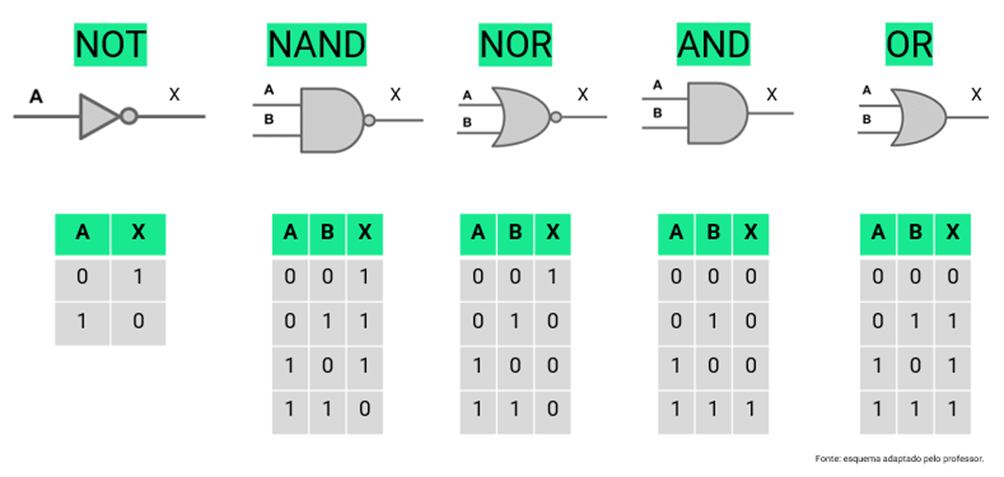 NOT NAND NOR AND OR
A X A B X A B X A B X A B X
A X A B X A B X A B X A B X
0 1 0 0 1 0 0 1 0 0 0 0 0 0
1 0 0 1 1 0 1 0 0 1 0 0 1 1
1 0 1 1 0 0 1 0 0 1 0 1
1 1 0 1 1 0 1 1 1 1 1 1
Fonte: esquema adaptado pelo professor.